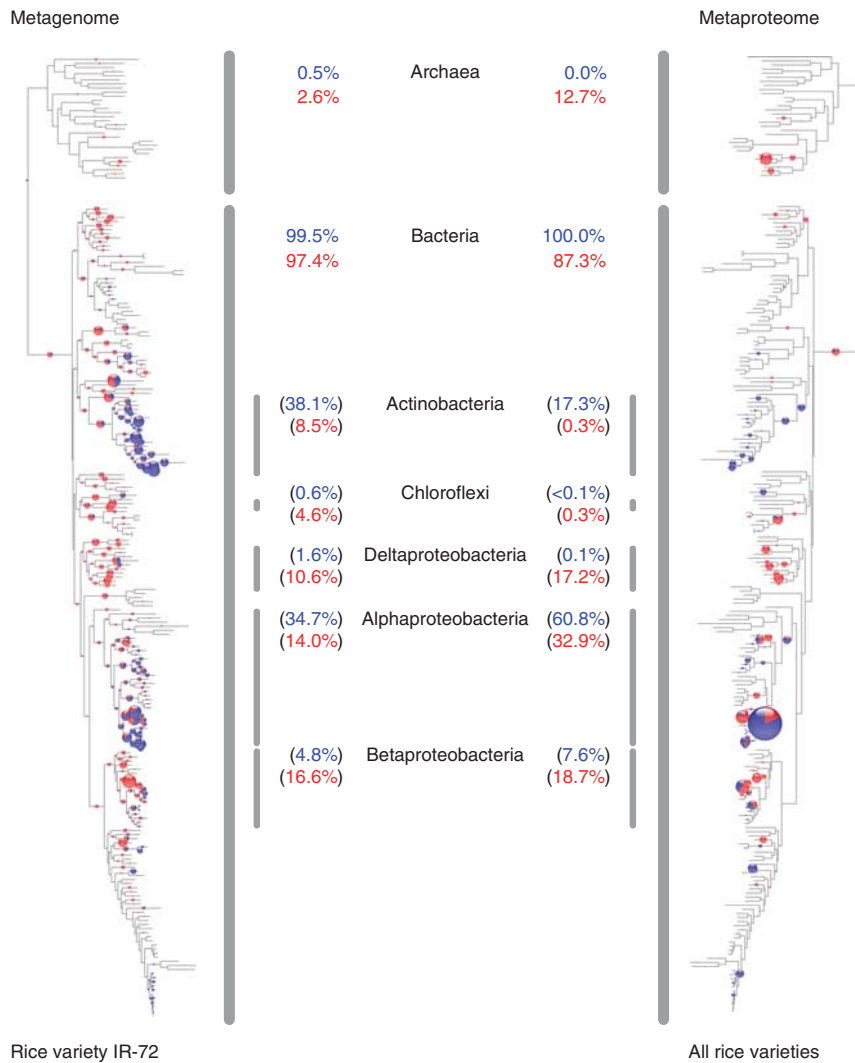 Metagenome Metaproteome
0.5% Archaea 0.0%
2.6% 12.7%
99.5% Bacteria 100.0%
97.4% 87.3%
(38.1%) Actinobacteria (17.3%)
(8.5%) (0.3%)
(0.6%) Chloroflexi (<0.1%)
(4.6%) (0.3%)
(1.6%) Deltaproteobacteria (0.1%)
(10.6%) (17.2%)
(34.7%) Alphaproteobacteria (60.8%)
(14.0%) (32.9%)
(4.8%) Betaproteobacteria (7.6%)
(16.6%) (18.7%)
Rice variety IR-72 All rice varieties